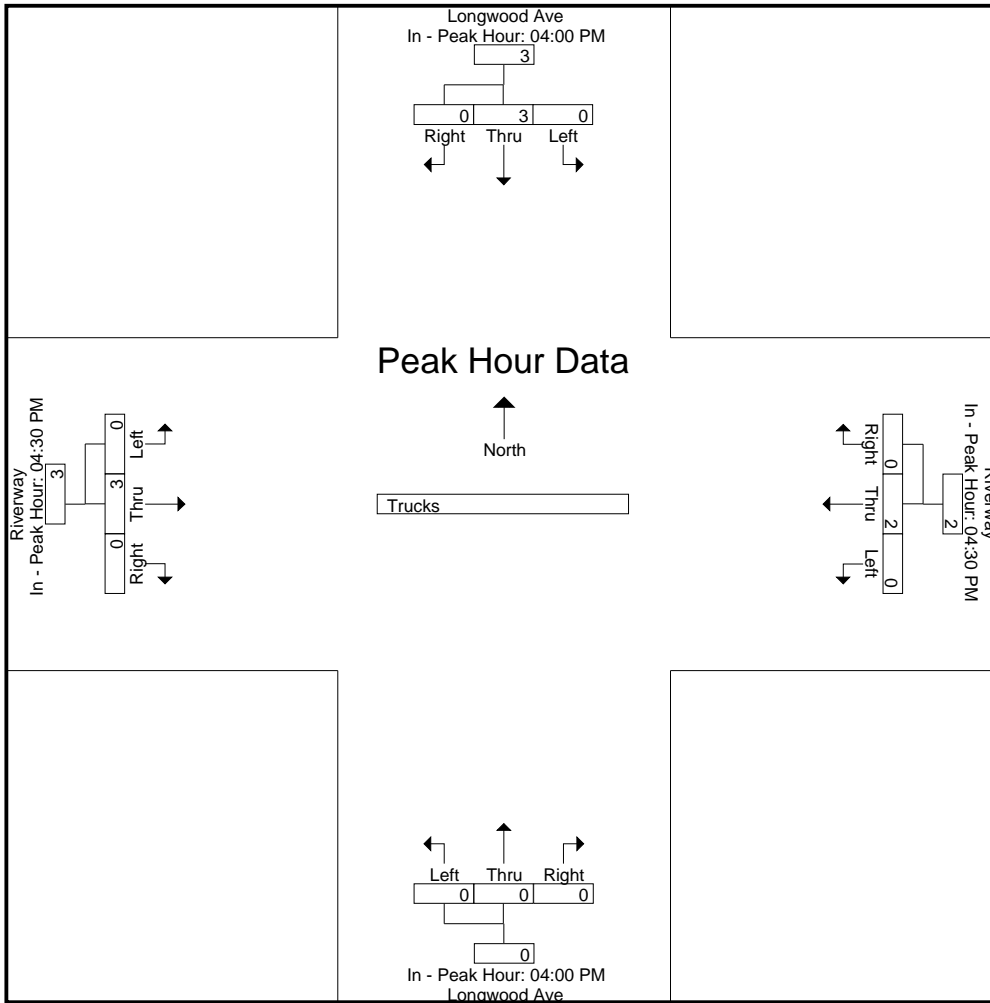 Longwood Ave
In - Peak Hour: 04:00 PM
3
0 3 0
Right Thru Left
Peak Hour Data
North
Trucks
Riverway
In - Peak Hour: 04:30 PM
3
0 3 0
Left Thru Right
Riverway
In - Peak Hour: 04:30 PM
2
0 2 0
Right Thru Left
Left Thru Right
0 0 0
0
In - Peak Hour: 04:00 PM
Longwood Ave